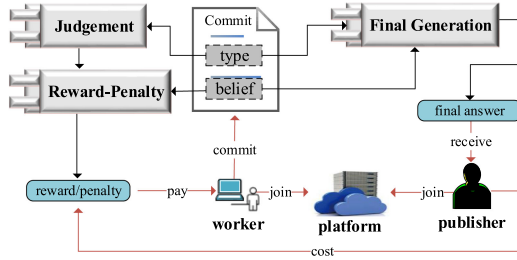 Commit
Judgement
Final Generation
type
Reward-Penalty
belief
final answer
commit
receive
reward/penalty
pay
join
join
worker
platform
publisher
cost